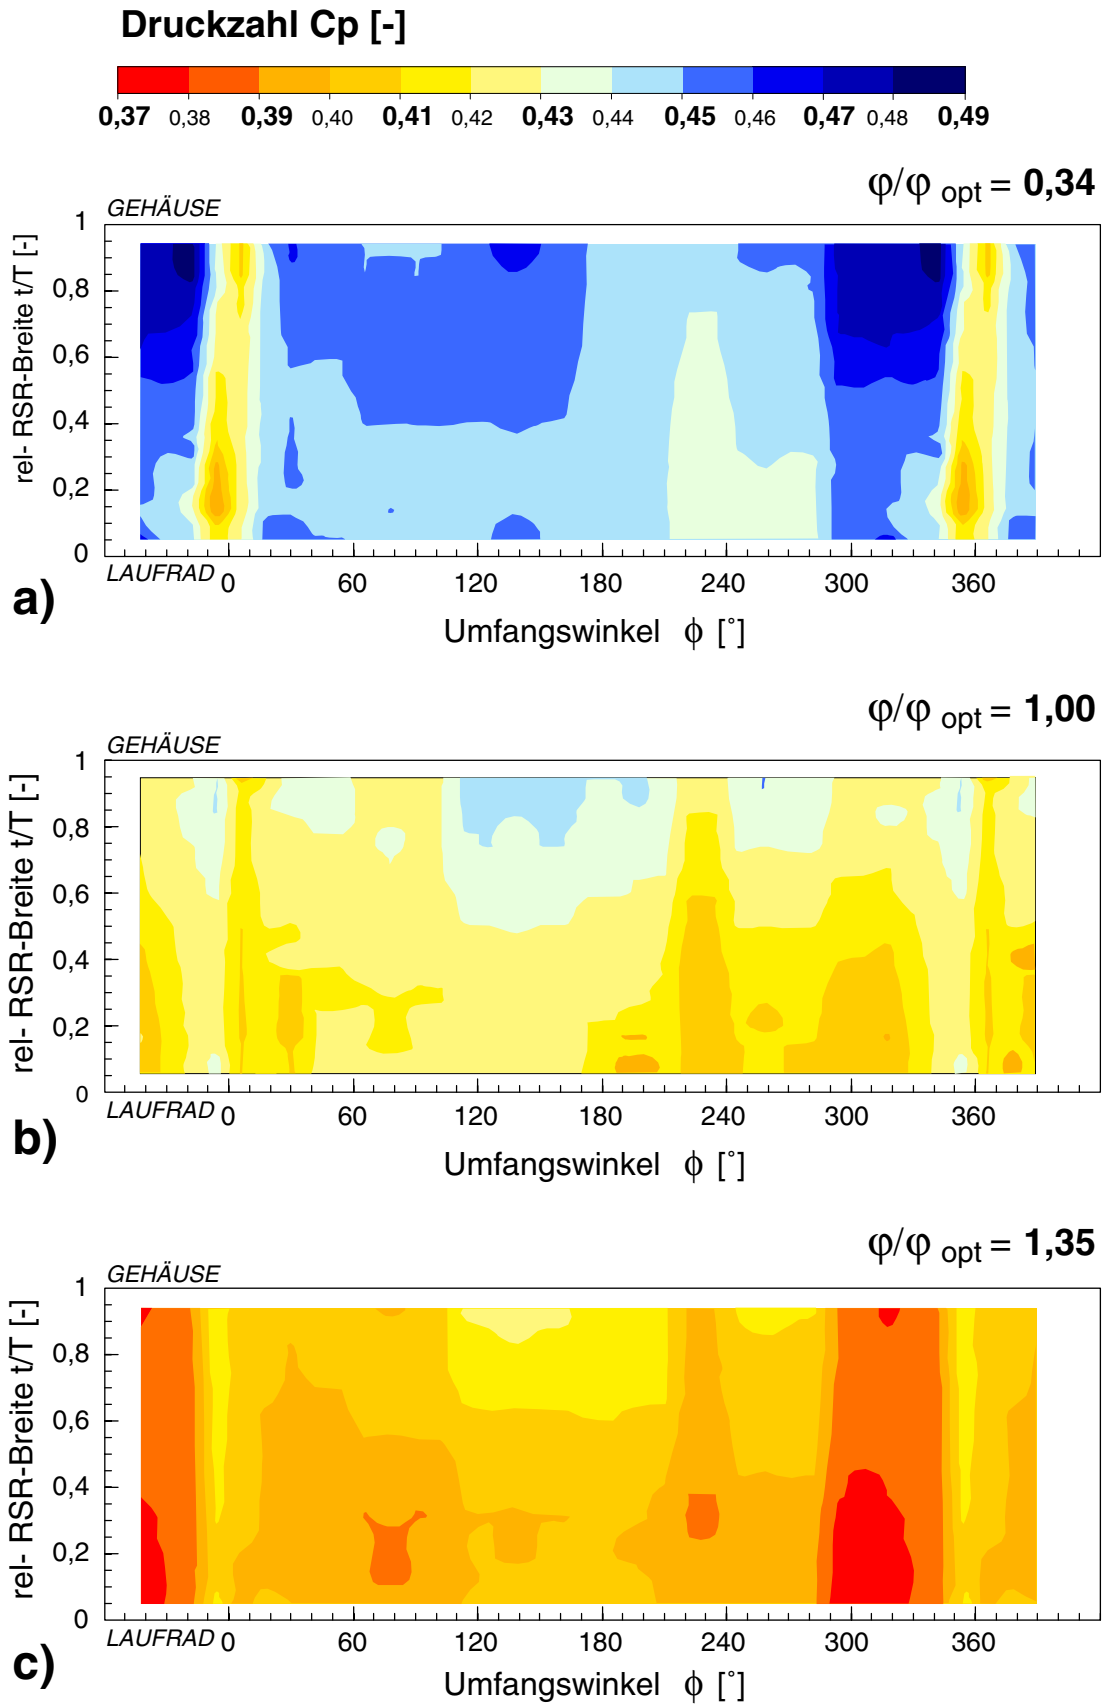 Druckzahl Cp [-]
0,37 0,38 0,39 0,40 0,41 0,42 0,43 0,44 0,45 0,46 0,47 0,48 0,49
φ/φ opt = 0,34
GEHÄUSE
rel- RSR-Breite t/T [-]
1
0,8
0,6
0,4
0,2
0
LAUFRAD
0 60 120 180 240 300 360
a)
Umfangswinkel ϕ [°]
φ/φ opt = 1,00
GEHÄUSE
rel- RSR-Breite t/T [-]
1
0,8
0,6
0,4
0,2
0
LAUFRAD
0 60 120 180 240 300 360
b)
Umfangswinkel ϕ [°]
φ/φ opt = 1,35
GEHÄUSE
rel- RSR-Breite t/T [-]
1
0,8
0,6
0,4
0,2
0
LAUFRAD
0 60 120 180 240 300 360
c)
Umfangswinkel ϕ [°]